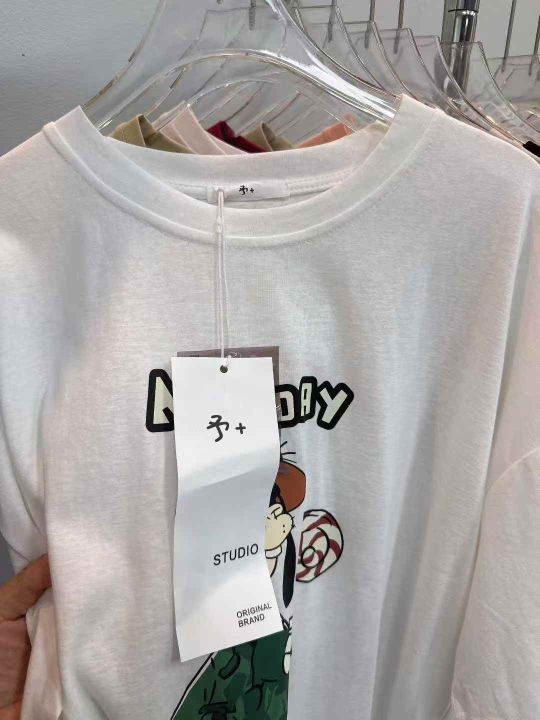 予+
予+
STUDIO
ORIGINAL
BRAND